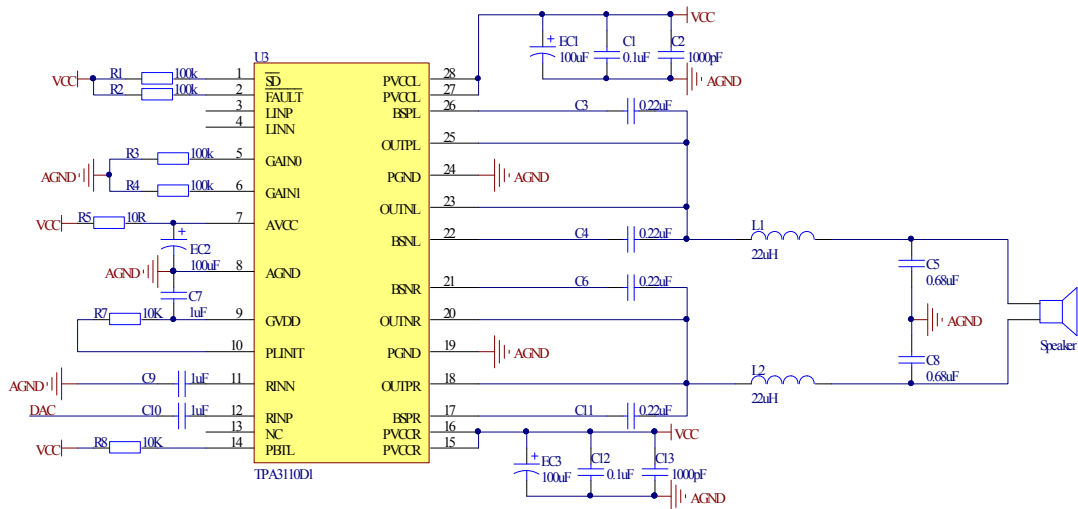 VCC
EC1 C1 C2
100uF 0.1uF 1000pF
AGND
U3
VCC R1 100k 1 SD PVCCL 28
R2 100k 2 FAULT PVCCL 27
3 LINP BSPL 26 C3 0.22uF
4 LINN
OUTPL 25
R3 100k 5 GAIN0
AGND PGND 24 AGND
R4 100k 6 GAIN1
OUTNL 23
VCC R5 10R 7 AVCC L1
BSNL 22 C4 0.22uF 22uH
EC2
100uF
AGND 8 AGND C5
0.68uF
BSNR 21 C6 0.22uF
C7
1uF
R7 10K 9 GVDD OUTNR 20 AGND
Speaker
10 PLINIT PGND 19 AGND
C8
0.68uF
AGND C9 1uF 11 RINN OUTPR 18 L2
22uH
DAC C10 1uF 12 RINP BSPR 17 C11 0.22uF
13 NC PVCCR 16 VCC
VCC R8 10K 14 PBTL PVCCR 15
EC3 C12 C13
100uF 0.1uF 1000pF
TPA3110D1
AGND